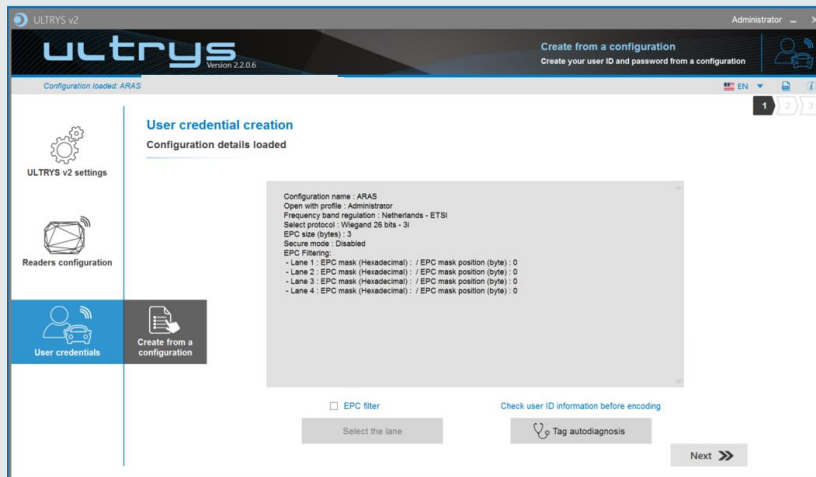 ULTRYS v2
Administrator
ultrys
Version 2.2.0.6
Create from a configuration
Create your user ID and password from a configuration
Configuration loaded: ARAS
EN
1 2 3
User credential creation
Configuration details loaded
ULTRYS v2 settings
Readers configuration
User credentials
Create from a
configuration
Configuration name : ARAS
Open with profile : Administrator
Frequency band regulation : Netherlands - ETSI
Select protocol : Wiegand 26 bits - 3i
EPC size (bytes) : 3
Secure mode : Disabled
EPC Filtering:
- Lane 1 : EPC mask (Hexadecimal) : / EPC mask position (byte) : 0
- Lane 2 : EPC mask (Hexadecimal) : / EPC mask position (byte) : 0
- Lane 3 : EPC mask (Hexadecimal) : / EPC mask position (byte) : 0
- Lane 4 : EPC mask (Hexadecimal) : / EPC mask position (byte) : 0
EPC filter
Check user ID information before encoding
Select the lane
Tag autodiagnosis
Next